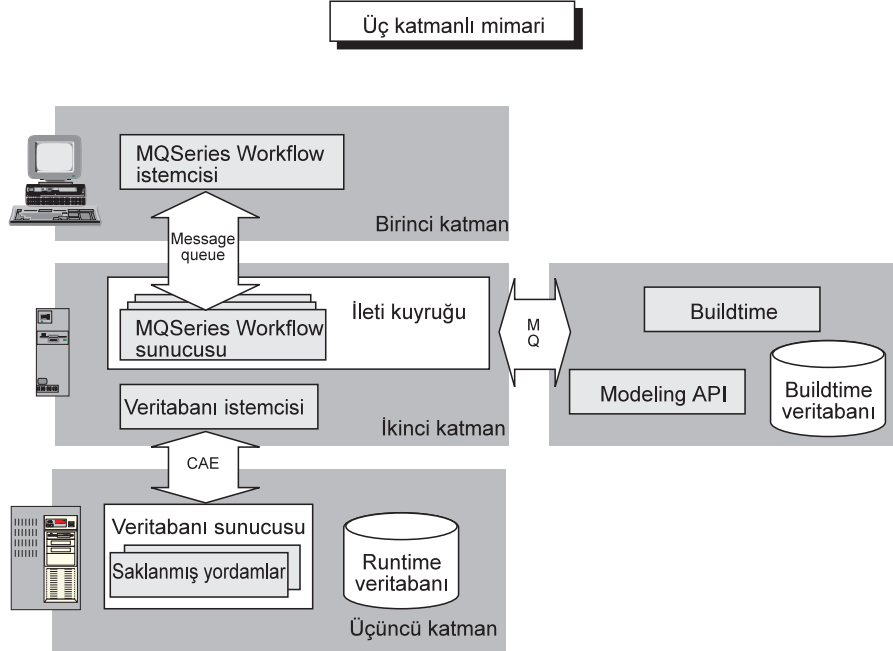 Üç katmanlı mimari
MQSeries Workflow
istemcisi
Birinci katman
Message
queue
İleti kuyruğu
MQSeries Workflow
sunucusu
M
Q
Buildtime
Modeling API
Buildtime
veritabanı
Veritabanı istemcisi
İkinci katman
CAE
Veritabanı sunucusu
Saklanmış yordamlar
Runtime
veritabanı
Üçüncü katman